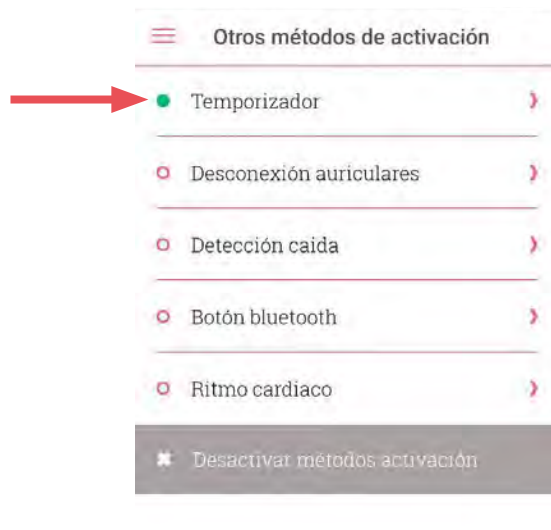 Otros métodos de activación
Temporizador
Desconexión auriculares
Detección caida
Botón bluetooth
Ritmo cardiaco
Desactivar métodos activación